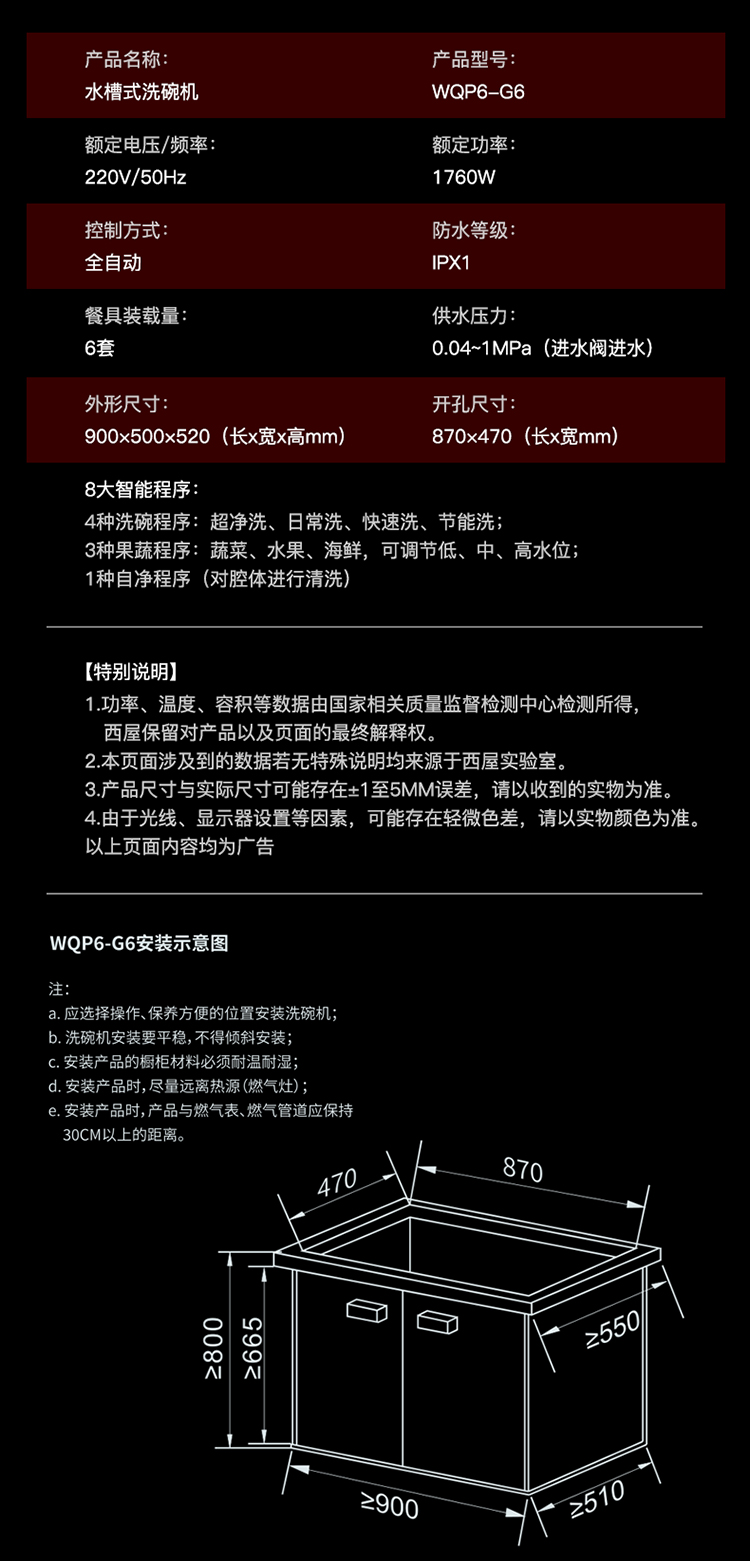 产品名称：
产品型号：
水槽式洗碗机
WQP6-G6
额定电压/频率：
额定功率：
220V/50Hz
1760W
控制方式：
防水等级：
全自动
IPX1
餐具装载量：
供水压力：
6套
0.04~1MPa（进水阀进水）
外形尺寸：
开孔尺寸：
900×500×520（长x宽x高mm）
870×470（长x宽mm）
8大智能程序：
4种洗碗程序：超净洗、日常洗、快速洗、节能洗；
3种果蔬程序：蔬菜、水果、海鲜，可调节低、中、高水位；
1种自净程序（对腔体进行清洗）
【特别说明】
1.功率、温度、容积等数据由国家相关质量监督检测中心检测所得，
西屋保留对产品以及页面的最终解释权。
2.本页面涉及到的数据若无特殊说明均来源于西屋实验室。
3.产品尺寸与实际尺寸可能存在±1至5MM误差，请以收到的实物为准。
4.由于光线、显示器设置等因素，可能存在轻微色差，请以实物颜色为准。
以上页面内容均为广告
WQP6-G6安装示意图
注：
a. 应选择操作、保养方便的位置安装洗碗机；
b. 洗碗机安装要平稳，不得倾斜安装；
c. 安装产品的橱柜材料必须耐温耐湿；
d. 安装产品时，尽量远离热源（燃气灶）；
e. 安装产品时，产品与燃气表、燃气管道应保持
30CM以上的距离。
470
870
≥800
≥665
≥550
≥900
≥510